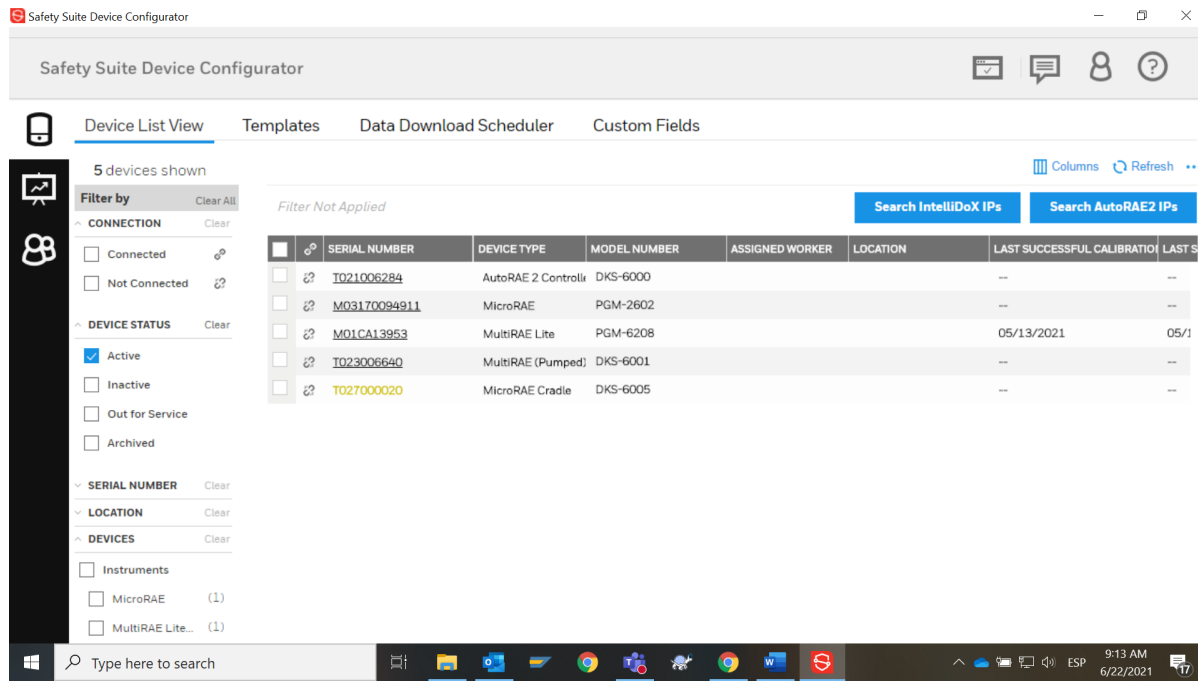 Safety Suite Device Configurator
Safety Suite Device Configurator
Device List View Templates Data Download Scheduler Custom Fields
5 devices shown
Columns Refresh
Filter by Clear All
Filter Not Applied
Search IntelliDoX IPs Search AutoRAE2 IPs
CONNECTION Clear
Connected
Not Connected
DEVICE STATUS Clear
Active
Inactive
Out for Service
Archived
SERIAL NUMBER Clear
LOCATION Clear
DEVICES Clear
Instruments
MicroRAE (1)
MultiRAE Lite... (1)
SERIAL NUMBER DEVICE TYPE MODEL NUMBER ASSIGNED WORKER LOCATION LAST SUCCESSFUL CALIBRATIO LAST S
T021006284 AutoRAE 2 Controlle DKS-6000 -- --
M03170094911 MicroRAE PGM-2602 -- --
M01CA13953 MultiRAE Lite PGM-6208 05/13/2021 05/1
T023006640 MultiRAE (Pumped) DKS-6001 -- --
T027000020 MicroRAE Cradle DKS-6005 -- --
Type here to search
ESP
9:13 AM
6/22/2021
17